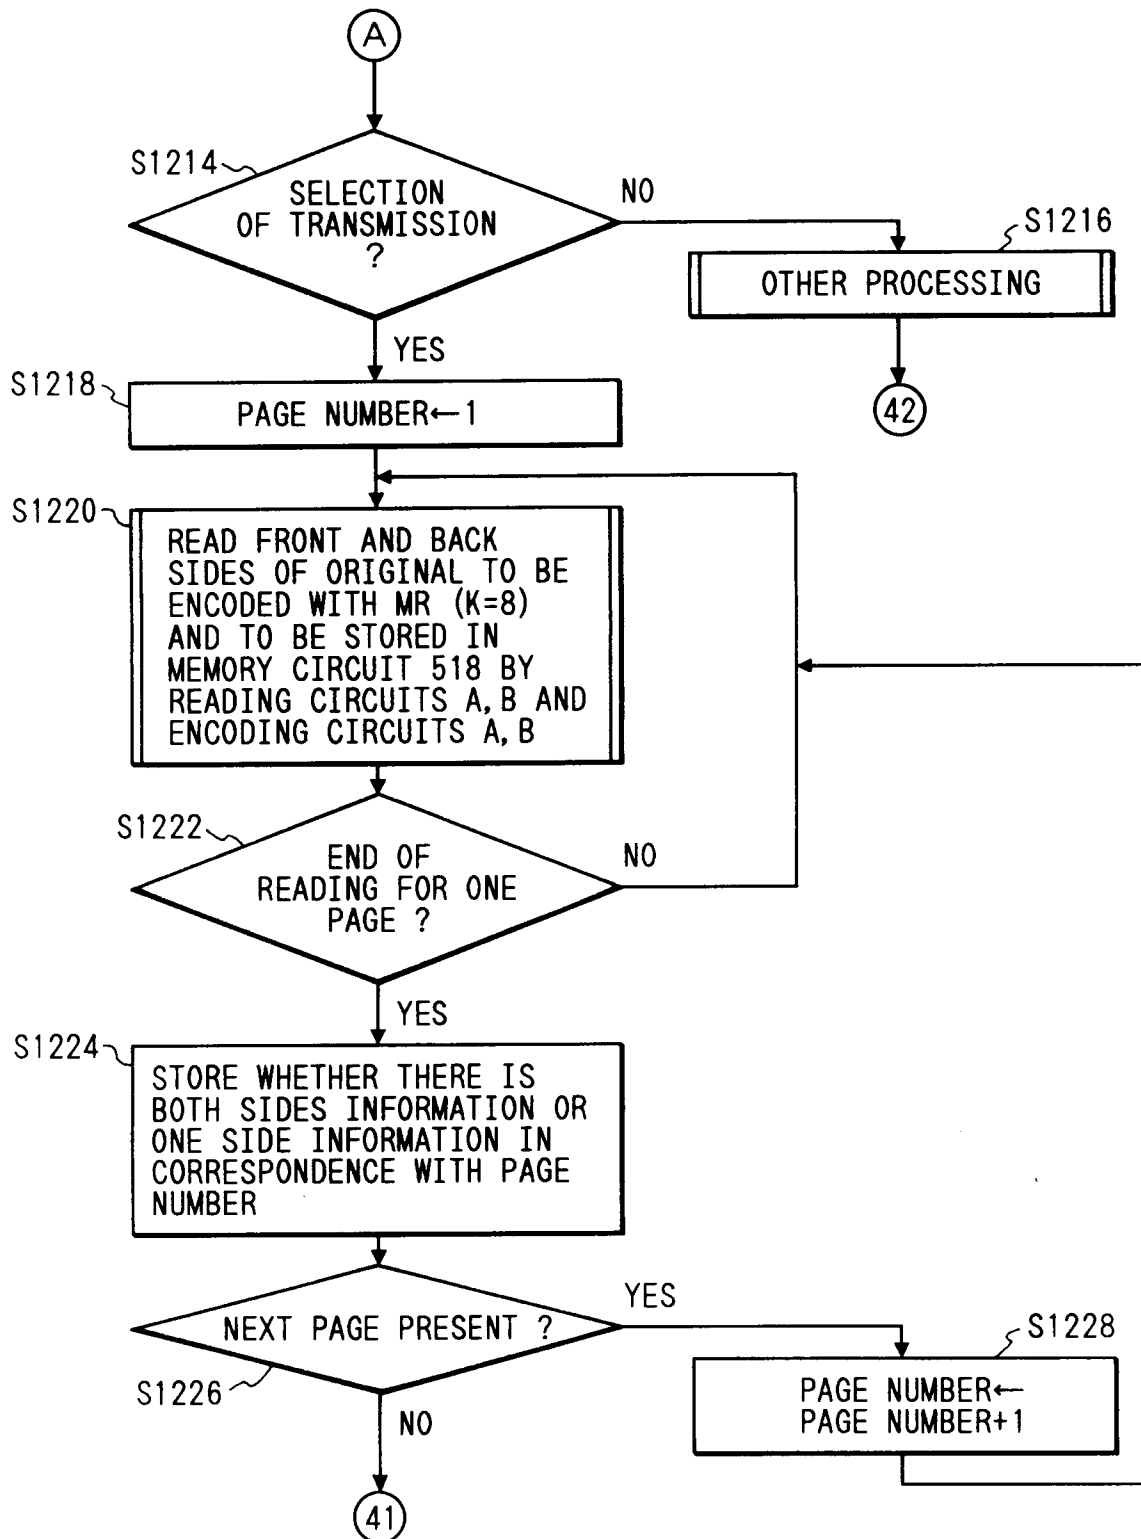 A
S1214
SELECTION
OF TRANSMISSION
?
NO
S1216
OTHER PROCESSING
42
YES
S1218
PAGE NUMBER←1
S1220
READ FRONT AND BACK
SIDES OF ORIGINAL TO BE
ENCODED WITH MR (K=8)
AND TO BE STORED IN
MEMORY CIRCUIT 518 BY
READING CIRCUITS A, B AND
ENCODING CIRCUITS A, B
S1222
END OF
READING FOR ONE
PAGE ?
NO
YES
S1224
STORE WHETHER THERE IS
BOTH SIDES INFORMATION OR
ONE SIDE INFORMATION IN
CORRESPONDENCE WITH PAGE
NUMBER
NEXT PAGE PRESENT ?
YES
S1226
S1228
PAGE NUMBER←
PAGE NUMBER+1
NO
41